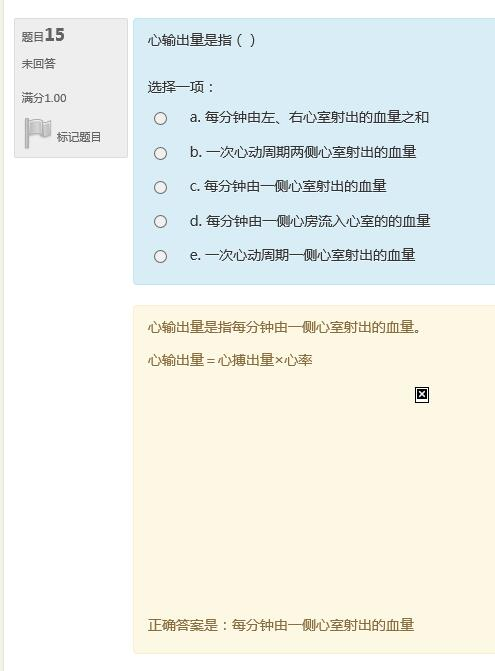 题目15
未回答
满分1.00
标记题目
心输出量是指（ ）
选择一项：
a. 每分钟由左、右心室射出的血量之和
b. 一次心动周期两侧心室射出的血量
c. 每分钟由一侧心室射出的血量
d. 每分钟由一侧心房流入心室的的血量
e. 一次心动周期一侧心室射出的血量
心输出量是指每分钟由一侧心室射出的血量。
心输出量＝心搏出量×心率
正确答案是：每分钟由一侧心室射出的血量